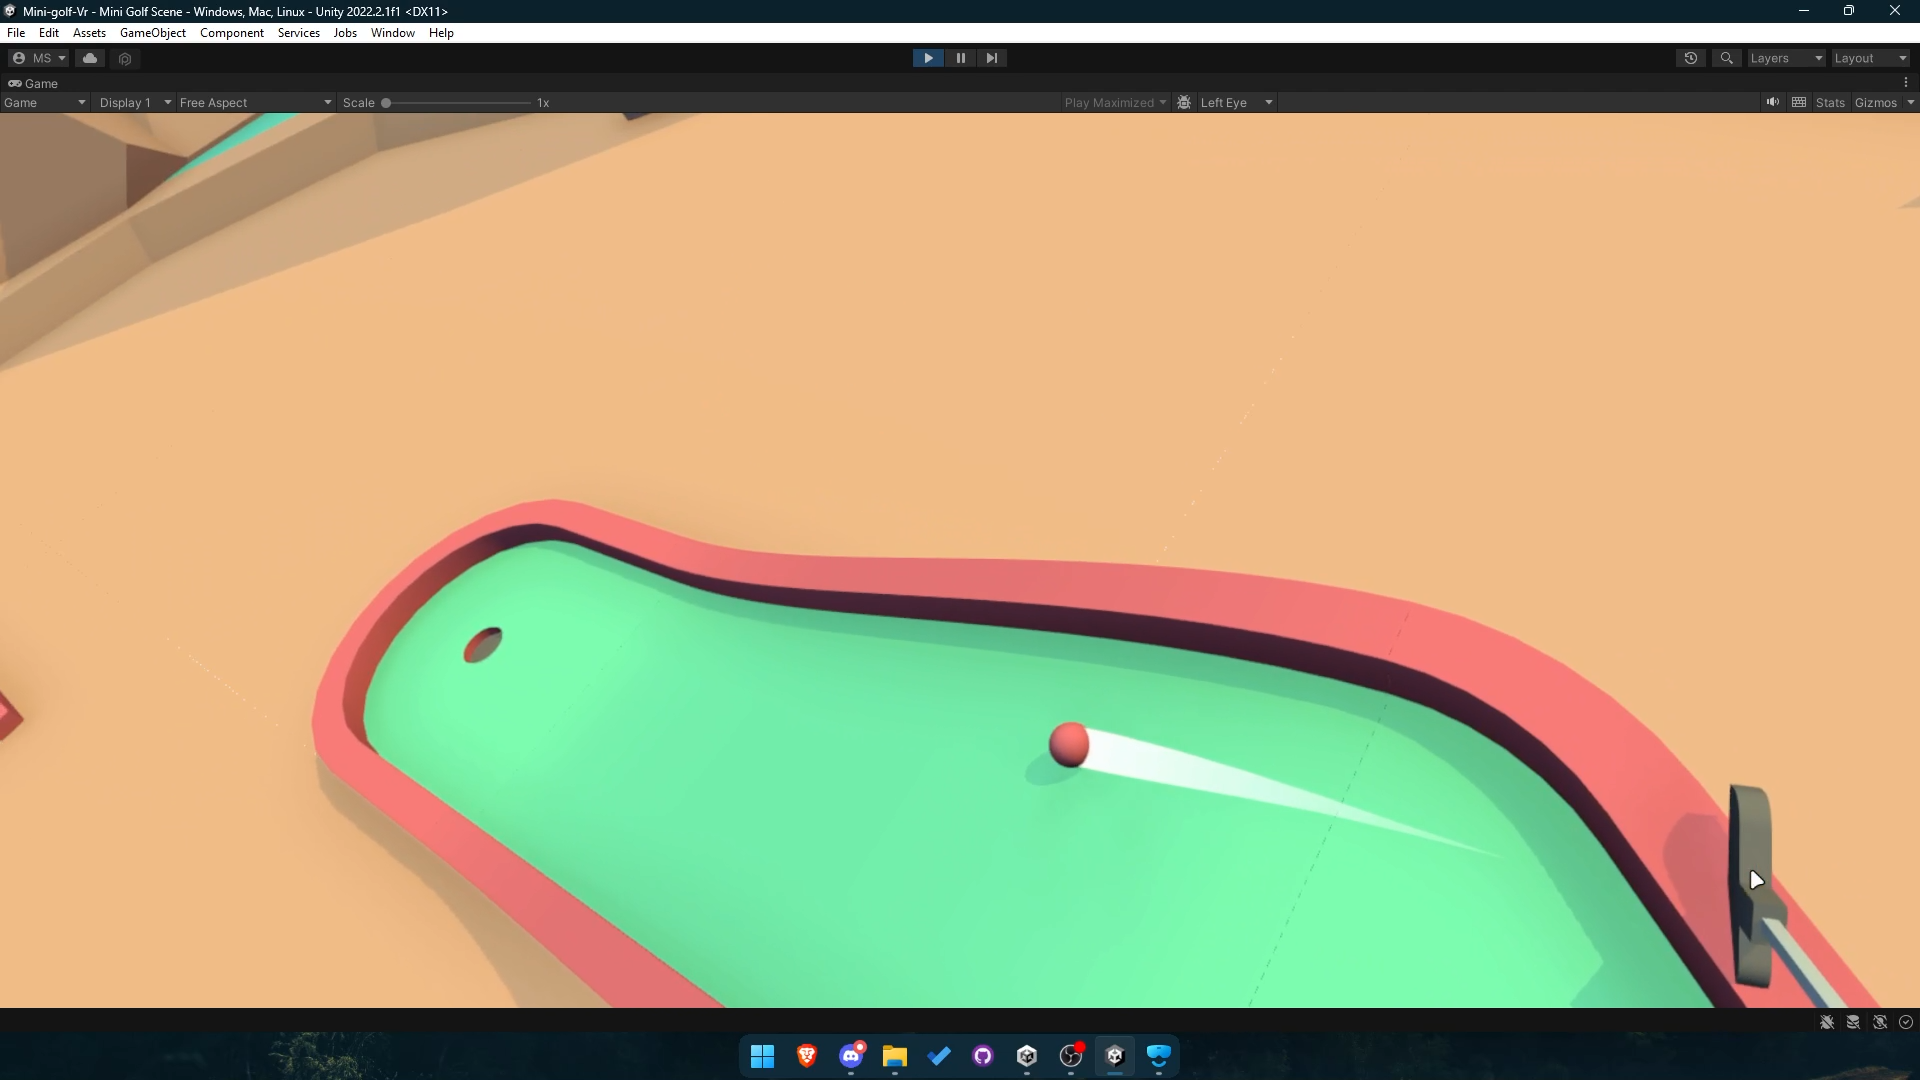 Mini-golf-Vr - Mini Golf Scene - Windows, Mac, Linux - Unity 2022.2.1f1 <DX11>
File Edit Assets GameObject Component Services Jobs Window Help
MS Layers Layout
Game
Game Display 1 Free Aspect Scale 1x Play Maximized Left Eye Stats Gizmos